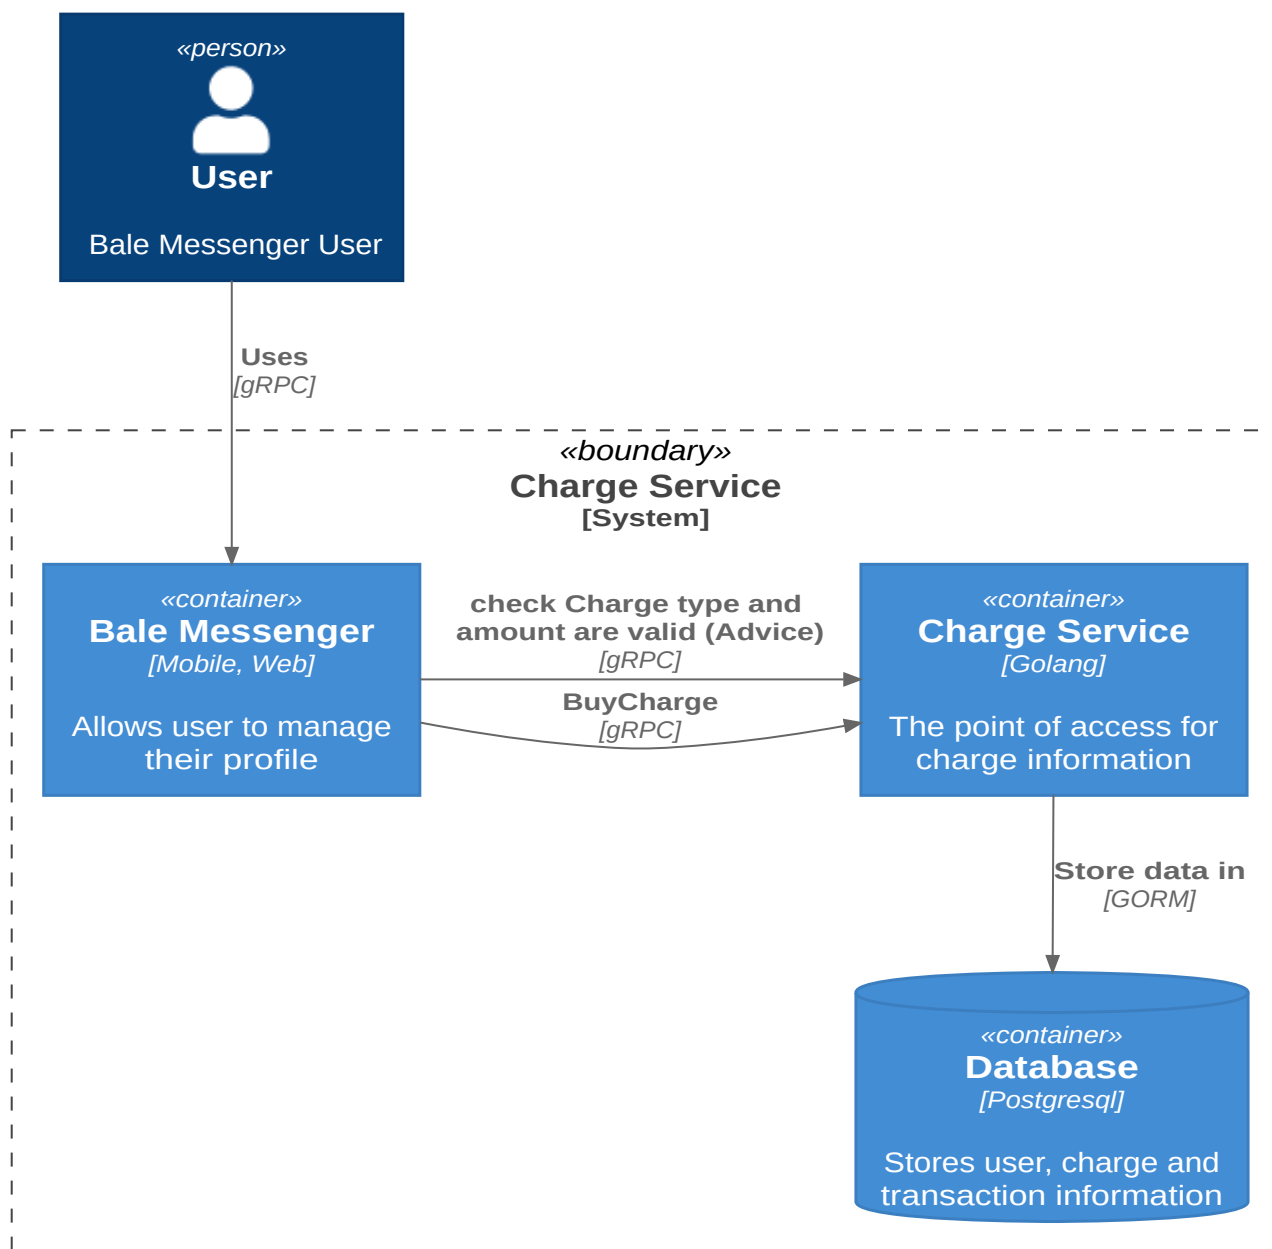 «person»
User
Bale Messenger User
Uses
[gRPC]
«boundary»
Charge Service
[System]
«container»
Bale Messenger
[Mobile, Web]
Allows user to manage
their profile
check Charge type and
amount are valid (Advice)
[gRPC]
BuyCharge
[gRPC]
«container»
Charge Service
[Golang]
The point of access for
charge information
Store data in
[GORM]
«container»
Database
[Postgresql]
Stores user, charge and
transaction information